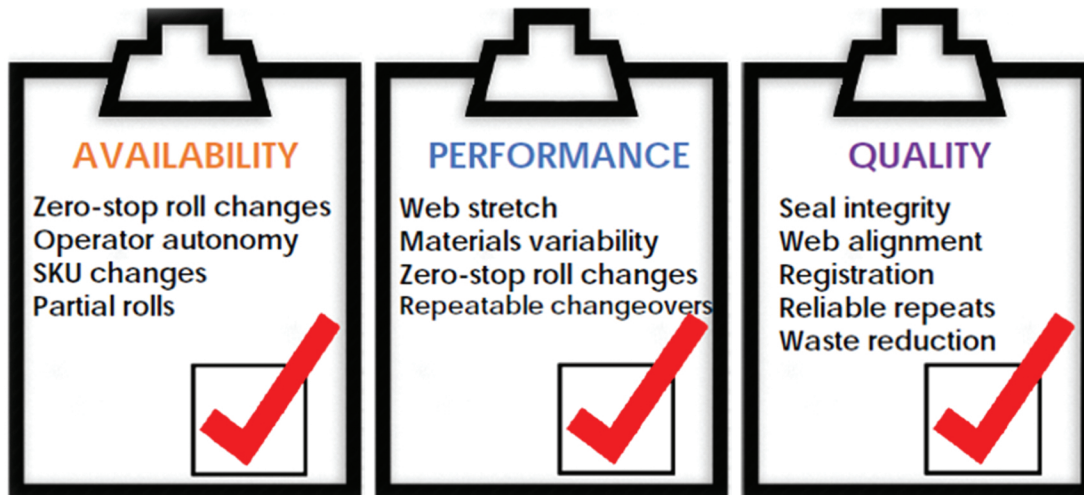 AVAILABILITY
Zero-stop roll changes
Operator autonomy
SKU changes
Partial rolls
PERFORMANCE
Web stretch
Materials variability
Zero-stop roll changes
Repeatable changeovers
QUALITY
Seal integrity
Web alignment
Registration
Reliable repeats
Waste reduction